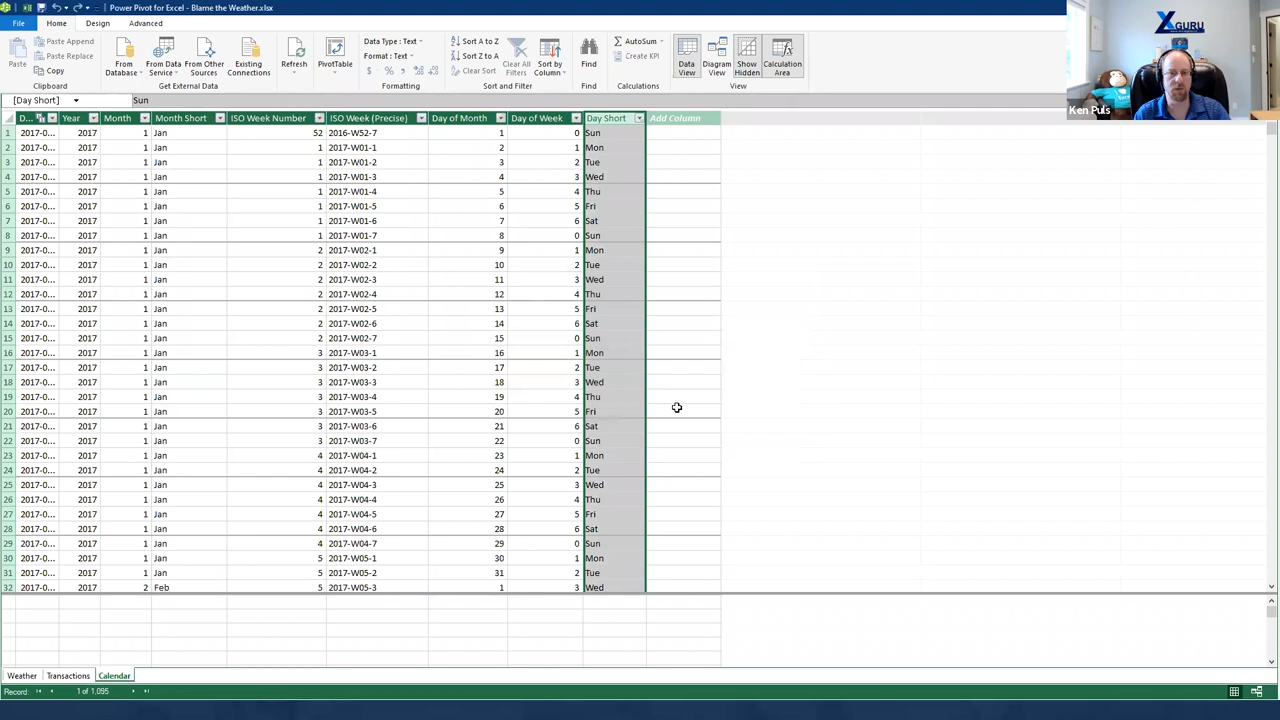 Power Pivot for Excel - Blame the Weather.xlsx
File Home Design Advanced
Paste
Paste Append
Paste Replace
Copy
From Database
From Data Service
From Other Sources
Existing Connections
Get External Data
Refresh
PivotTable
Data Type : Text
Format : Text
$ %
Formatting
Sort A to Z
Sort Z to A
Clear Sort
Clear All Filters
Sort by Column
Sort and Filter
Find
Find
AutoSum
Create KPI
Calculations
Data View
Diagram View
Show Hidden
Calculation Area
View
X GURU
Ken Puls
[Day Short] Sun
D... Year Month Month Short ISO Week Number ISO Week (Precise) Day of Month Day of Week Day Short Add Column
1 2017-0... 2017 1 Jan 52 2016-W52-7 1 0 Sun
2 2017-0... 2017 1 Jan 1 2017-W01-1 2 1 Mon
3 2017-0... 2017 1 Jan 1 2017-W01-2 3 2 Tue
4 2017-0... 2017 1 Jan 1 2017-W01-3 4 3 Wed
5 2017-0... 2017 1 Jan 1 2017-W01-4 5 4 Thu
6 2017-0... 2017 1 Jan 1 2017-W01-5 6 5 Fri
7 2017-0... 2017 1 Jan 1 2017-W01-6 7 6 Sat
8 2017-0... 2017 1 Jan 1 2017-W01-7 8 0 Sun
9 2017-0... 2017 1 Jan 2 2017-W02-1 9 1 Mon
10 2017-0... 2017 1 Jan 2 2017-W02-2 10 2 Tue
11 2017-0... 2017 1 Jan 2 2017-W02-3 11 3 Wed
12 2017-0... 2017 1 Jan 2 2017-W02-4 12 4 Thu
13 2017-0... 2017 1 Jan 2 2017-W02-5 13 5 Fri
14 2017-0... 2017 1 Jan 2 2017-W02-6 14 6 Sat
15 2017-0... 2017 1 Jan 2 2017-W02-7 15 0 Sun
16 2017-0... 2017 1 Jan 3 2017-W03-1 16 1 Mon
17 2017-0... 2017 1 Jan 3 2017-W03-2 17 2 Tue
18 2017-0... 2017 1 Jan 3 2017-W03-3 18 3 Wed
19 2017-0... 2017 1 Jan 3 2017-W03-4 19 4 Thu
20 2017-0... 2017 1 Jan 3 2017-W03-5 20 5 Fri
21 2017-0... 2017 1 Jan 3 2017-W03-6 21 6 Sat
22 2017-0... 2017 1 Jan 3 2017-W03-7 22 0 Sun
23 2017-0... 2017 1 Jan 4 2017-W04-1 23 1 Mon
24 2017-0... 2017 1 Jan 4 2017-W04-2 24 2 Tue
25 2017-0... 2017 1 Jan 4 2017-W04-3 25 3 Wed
26 2017-0... 2017 1 Jan 4 2017-W04-4 26 4 Thu
27 2017-0... 2017 1 Jan 4 2017-W04-5 27 5 Fri
28 2017-0... 2017 1 Jan 4 2017-W04-6 28 6 Sat
29 2017-0... 2017 1 Jan 4 2017-W04-7 29 0 Sun
30 2017-0... 2017 1 Jan 5 2017-W05-1 30 1 Mon
31 2017-0... 2017 1 Jan 5 2017-W05-2 31 2 Tue
32 2017-0... 2017 2 Feb 5 2017-W05-3 1 3 Wed
Weather Transactions Calendar
Record: 1 of 1,095